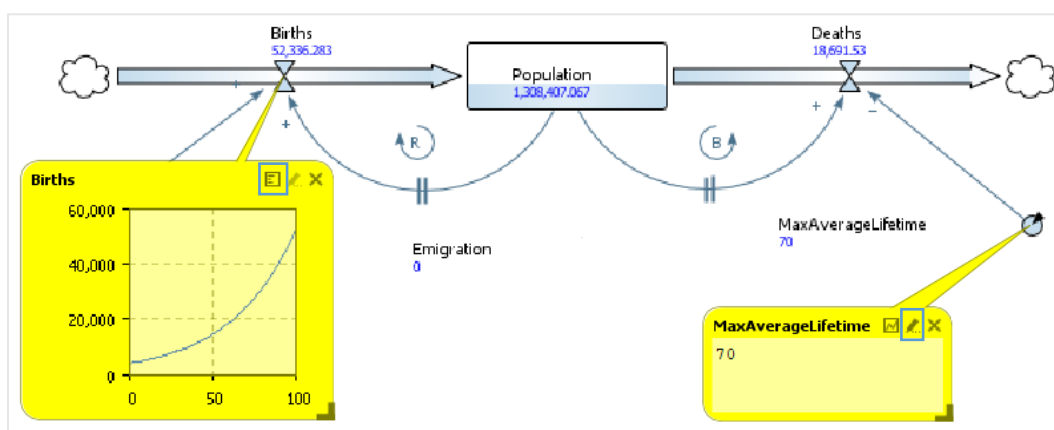 Births
52,336.283
Deaths
18,691.53
Population
1,308,407.067
+
+
R
B
+
−
Births
60,000
40,000
20,000
0
0 50 100
Emigration
0
MaxAverageLifetime
70
MaxAverageLifetime
70